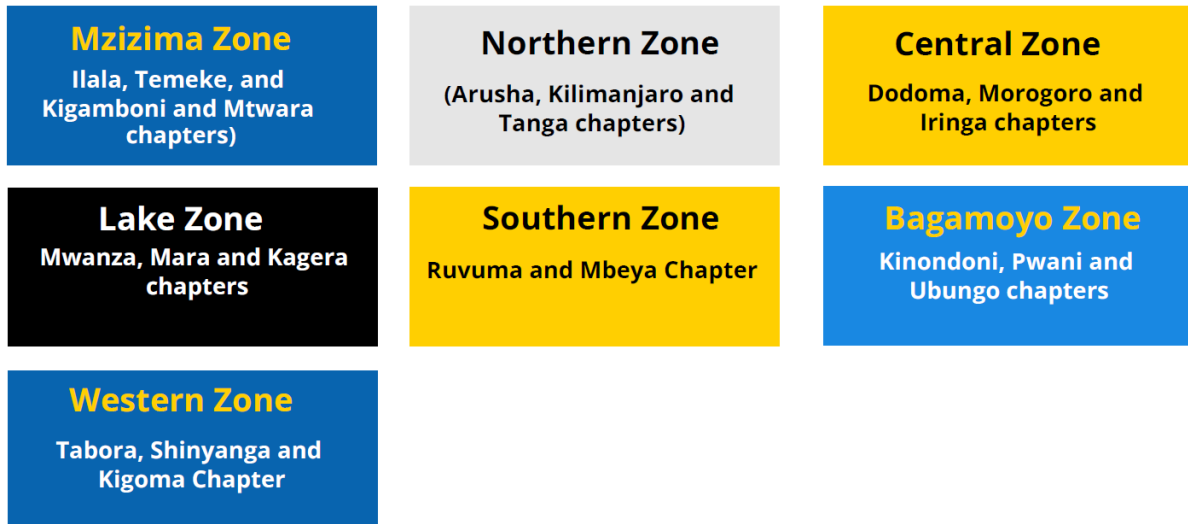 Mzizima Zone
Ilala, Temeke, and
Kigamboni and Mtwara
chapters)
Northern Zone
(Arusha, Kilimanjaro and
Tanga chapters)
Central Zone
Dodoma, Morogoro and
Iringa chapters
Lake Zone
Mwanza, Mara and Kagera
chapters
Southern Zone
Ruvuma and Mbeya Chapter
Bagamoyo Zone
Kinondoni, Pwani and
Ubungo chapters
Western Zone
Tabora, Shinyanga and
Kigoma Chapter